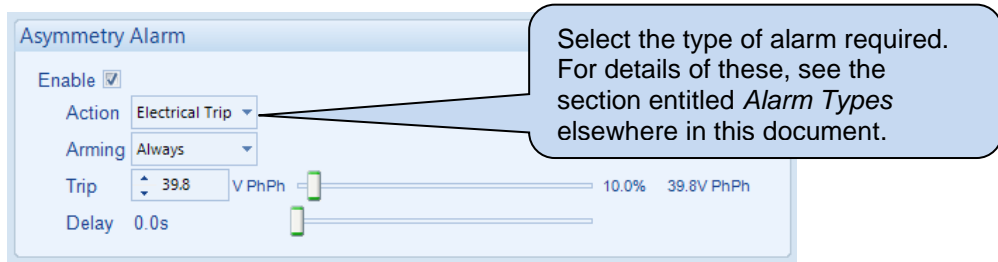 Asymmetry Alarm
Select the type of alarm required.
For details of these, see the
section entitled Alarm Types
elsewhere in this document.
Enable
Action Electrical Trip
Arming Always
Trip 39.8 V PhPh 10.0% 39.8V PhPh
Delay 0.0s